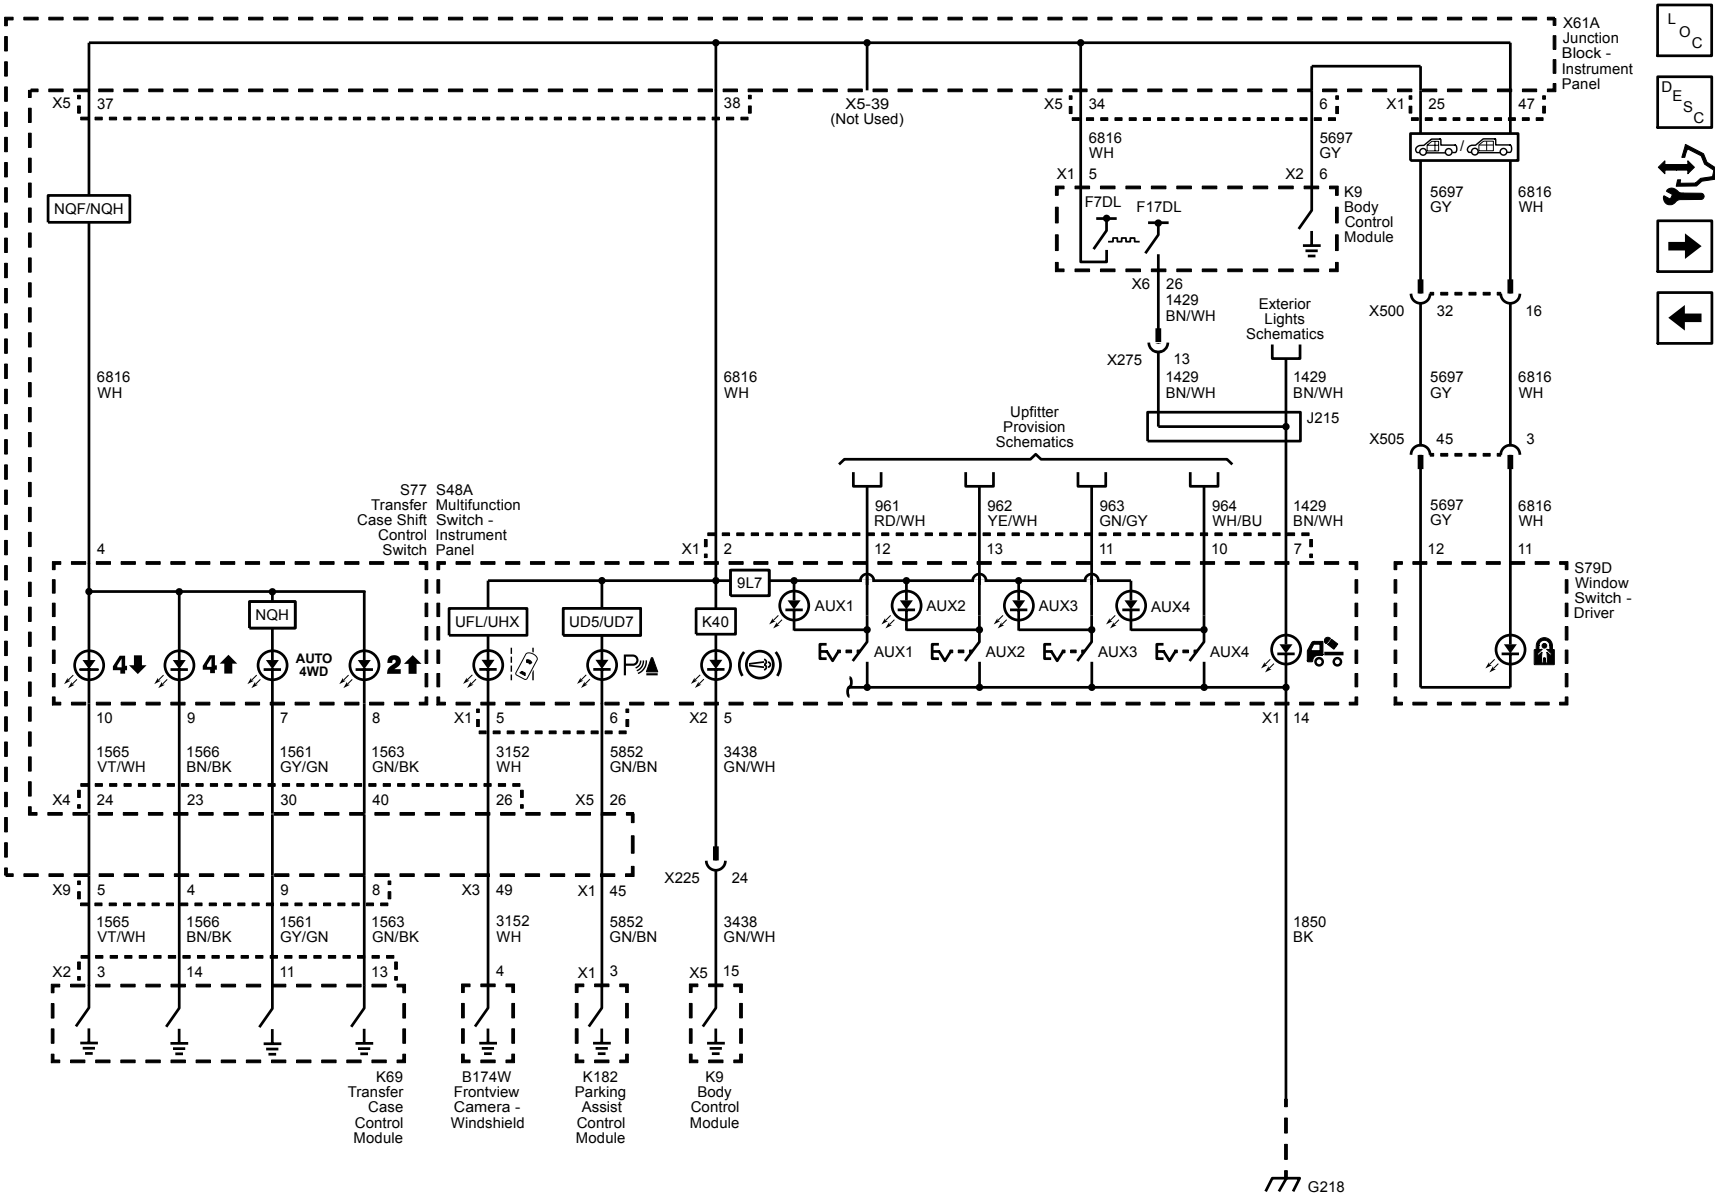 X61A
Junction
Block -
Instrument
Panel
L
O
C
D
E
S
C
X5 37
38
X5-39
(Not Used)
X5 34
6
X1 25
47
6816
WH
5697
GY
X1 5
X2 6
K9
Body
Control
Module
F7DL
F17DL
5697
GY
6816
WH
NQF/NQH
X6 26
1429
BN/WH
Exterior
Lights
Schematics
X500 32
16
X275 13
6816
WH
6816
WH
1429
BN/WH
1429
BN/WH
5697
GY
6816
WH
J215
Upfitter
Provision
Schematics
X505 45
3
S77
Transfer
Case Shift
Control
Switch
S48A
Multifunction
Switch -
Instrument
Panel
961
RD/WH
962
YE/WH
963
GN/GY
964
WH/BU
1429
BN/WH
5697
GY
6816
WH
4
X1 2
12
13
11
10
7
12
11
S79D
Window
Switch -
Driver
9L7
NQH
UFL/UHX
UD5/UD7
K40
AUX1
AUX2
AUX3
AUX4
4
4
AUTO
4WD
2
P
E
AUX1
E
AUX2
E
AUX3
E
AUX4
10
9
7
8
X1 5
6
X2 5
X1 14
1565
VT/WH
1566
BN/BK
1561
GY/GN
1563
GN/BK
3152
WH
5852
GN/BN
3438
GN/WH
X4 24
23
30
40
26
X5 26
X225 24
X9 5
4
9
8
X3 49
X1 45
1565
VT/WH
1566
BN/BK
1561
GY/GN
1563
GN/BK
3152
WH
5852
GN/BN
3438
GN/WH
1850
BK
X2 3
14
11
13
4
X1 3
X5 15
K69
Transfer
Case
Control
Module
B174W
Frontview
Camera -
Windshield
K182
Parking
Assist
Control
Module
K9
Body
Control
Module
G218